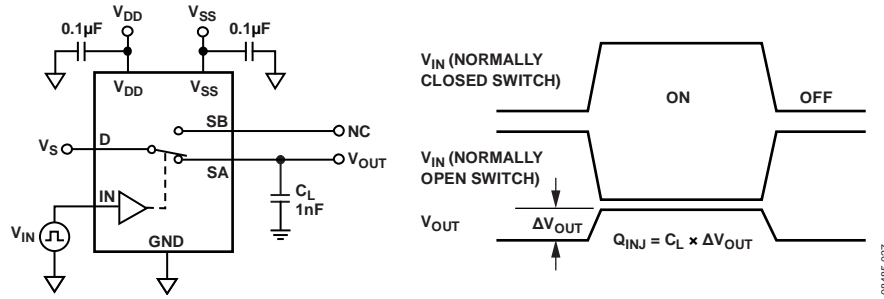 V_DD
V_SS
0.1µF
0.1µF
V_DD
V_SS
SB
NC
V_S
D
SA
V_OUT
IN
C_L
1nF
V_IN
GND
V_IN (NORMALLY
CLOSED SWITCH)
ON
OFF
V_IN (NORMALLY
OPEN SWITCH)
V_OUT
ΔV_OUT
Q_INJ = C_L × ΔV_OUT